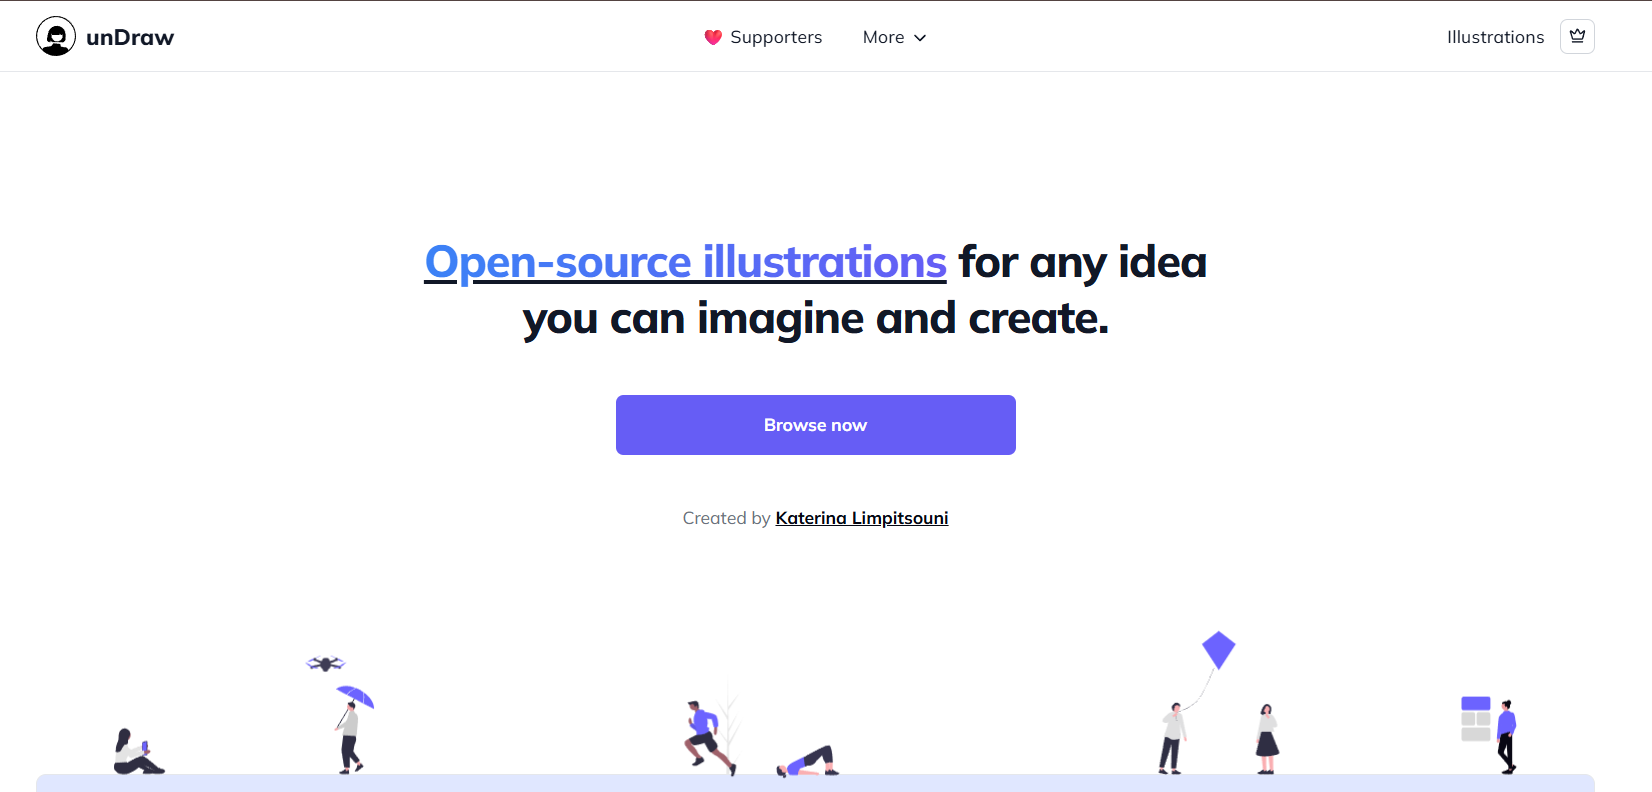 unDraw
Supporters
More
Illustrations
Open-source illustrations for any idea
you can imagine and create.
Browse now
Created by Katerina Limpitsouni